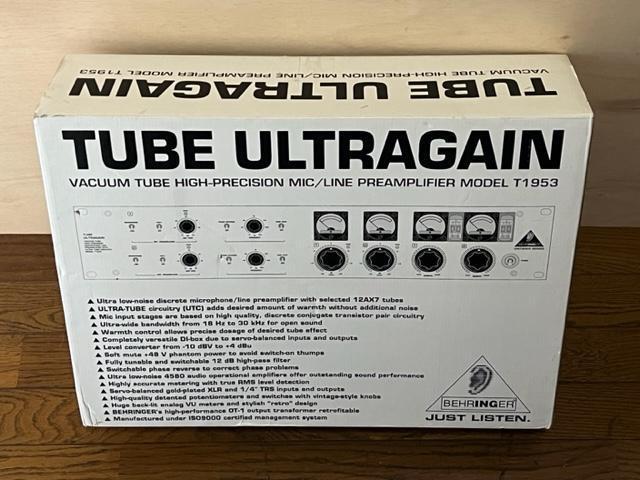 VACUUM TUBE HIGH-PRECISION MIC/LINE PREAMPLIFIER MODEL T1953
TUBE ULTRAGAIN
TUBE ULTRAGAIN
VACUUM TUBE HIGH-PRECISION MIC/LINE PREAMPLIFIER MODEL T1953
TUBE
ULTRAGAIN
▲ Ultra low-noise discrete microphone/line preamplifier with selected 12AX7 tubes
▲ ULTRA-TUBE circuitry (UTC) adds desired amount of warmth without additional noise
▲ Mic input stages are based on high quality, discrete conjugate transistor pair circuitry
▲ Ultra-wide bandwidth from 18 Hz to 30 kHz for open sound
▲ Warmth control allows precise dosage of desired tube effect
▲ Completely versatile DI-box due to servo-balanced inputs and outputs
▲ Level converter from -10 dBV to +4 dBu
▲ Soft mute +48 V phantom power to avoid switch-on thumps
▲ Fully tunable and switchable 12 dB high-pass filter
▲ Switchable phase reverse to correct phase problems
▲ Ultra low-noise 4580 audio operational amplifiers offer outstanding sound performance
▲ Highly accurate metering with true RMS level detection
▲ Servo-balanced gold-plated XLR and 1/4" TRS inputs and outputs
▲ High-quality detented potentiometers and switches with vintage-style knobs
▲ Huge back-lit analog VU meters and stylish "retro" design
▲ BEHRINGER's high-performance OT-1 output transformer retrofitable
▲ Manufactured under ISO9000 certified management system
BEHRINGER
JUST LISTEN.